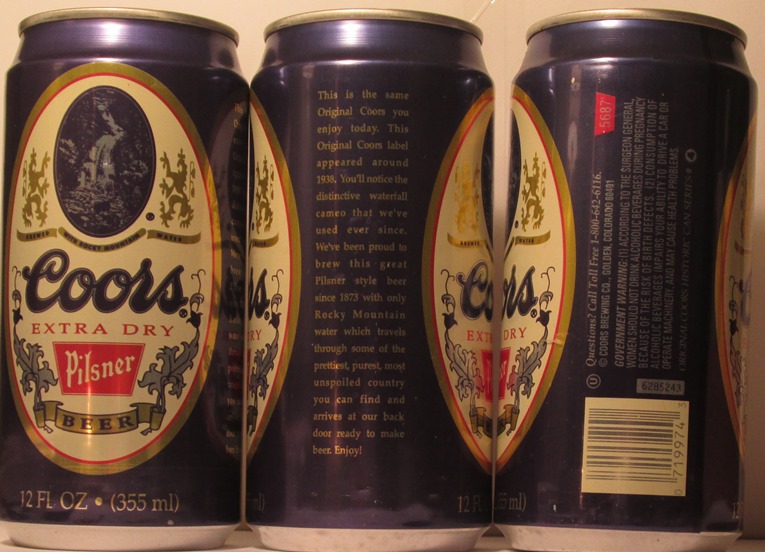 BREWED WITH ROCKY MOUNTAIN WATER
Coors®
EXTRA DRY
Pilsner
BEER
12 FL OZ • (355 ml)
This is the same
Original Coors you
enjoy today. This
Original Coors label
appeared around
1938. You'll notice the
distinctive waterfall
cameo that we've
used ever since.
We've been proud to
brew this great
Pilsner style beer
since 1873 with only
Rocky Mountain
water which travels
through some of the
prettiest, purest, most
unspoiled country
you can find and
arrives at our back
door ready to make
beer. Enjoy!
5687
Questions? Call Toll Free 1-800-642-6116.
© COORS BREWING CO., GOLDEN, COLORADO 80401
GOVERNMENT WARNING: (1) ACCORDING TO THE SURGEON GENERAL,
WOMEN SHOULD NOT DRINK ALCOHOLIC BEVERAGES DURING PREGNANCY
BECAUSE OF THE RISK OF BIRTH DEFECTS. (2) CONSUMPTION OF
ALCOHOLIC BEVERAGES IMPAIRS YOUR ABILITY TO DRIVE A CAR OR
OPERATE MACHINERY, AND MAY CAUSE HEALTH PROBLEMS.
ORIGINAL COORS HISTORIC CAN SERIES
6285243
0 719974 3